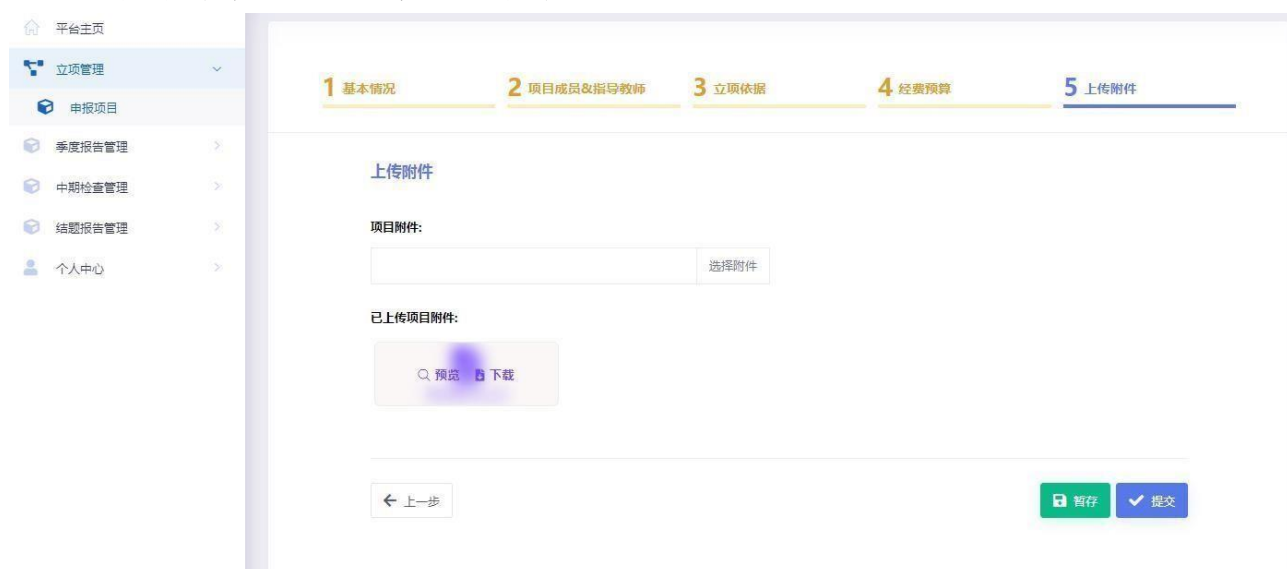 平台主页
立项管理
申报项目
季度报告管理
中期检查管理
结题报告管理
个人中心
1 基本情况
2 项目成员&指导教师
3 立项依据
4 经费预算
5 上传附件
上传附件
项目附件:
选择附件
已上传项目附件:
预览 下载
上一步
暂存 提交